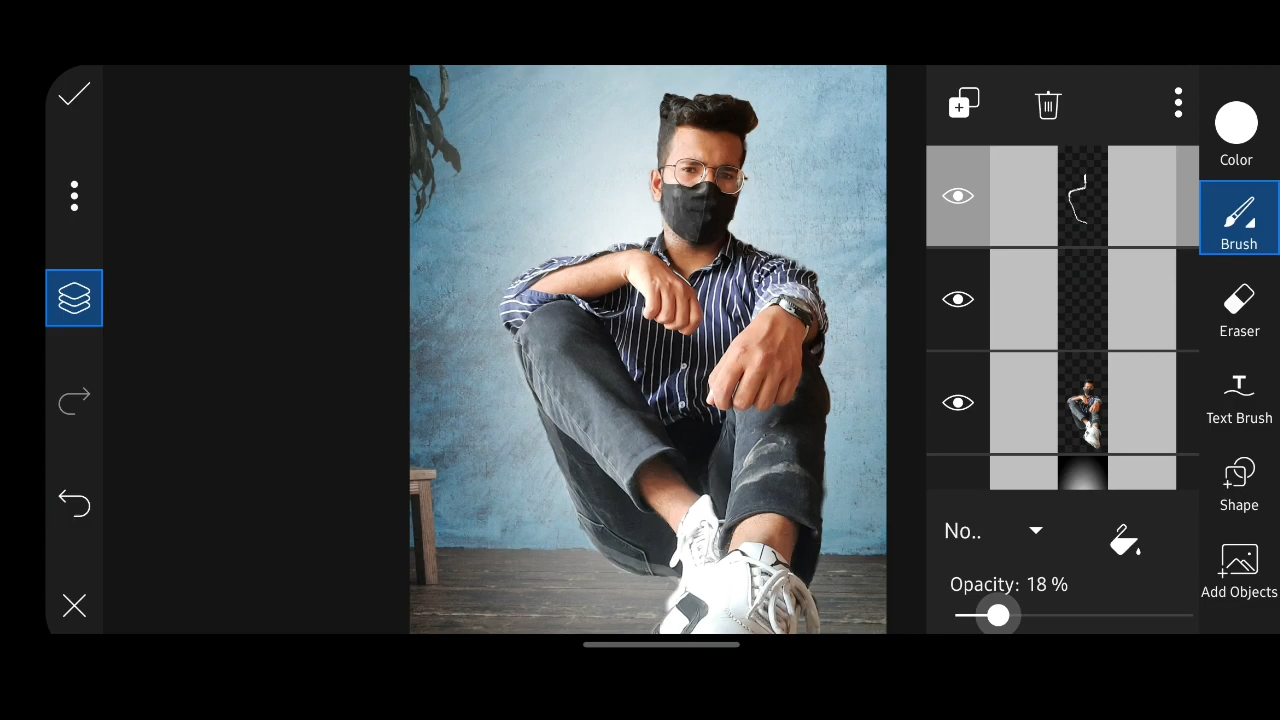 Color
Brush
Eraser
T
Text Brush
Shape
No..
Opacity: 18 %
Add Objects